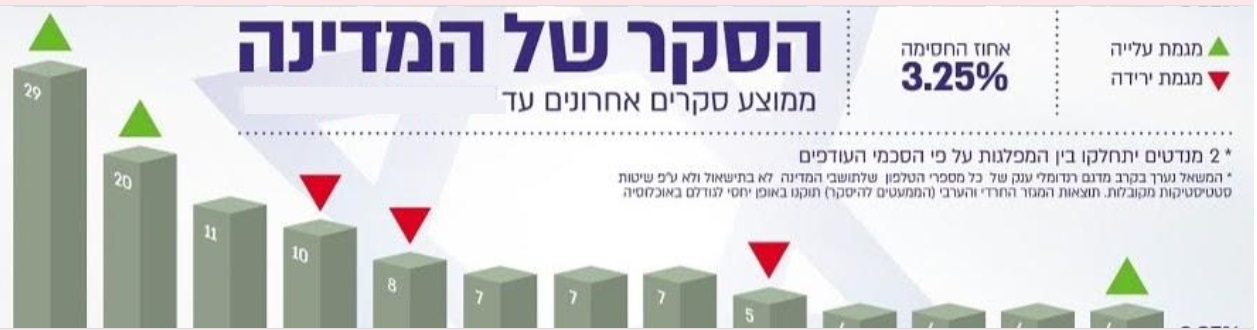 הסקר של המדינה
ממוצע סקרים אחרונים עד
אחוז החסימה
3.25%
מגמת עלייה
מגמת ירידה
* 2 מנדטים יתחלקו בין המפלגות על פי הסכמי העודפים
* המשאל נערך בקרב מדגם רנדומלי ענק של כל מספרי הטלפון שלתושבי המדינה לא בתישאול ולא ע"פ שיטות
סטטיסטיקות מקובלות. תוצאות המגזר החרדי והערבי (הממעטים להיסקר) תוקנו באופן יחסי לגודלם באוכלוסיה
29
20
11
10
8
7
7
7
5